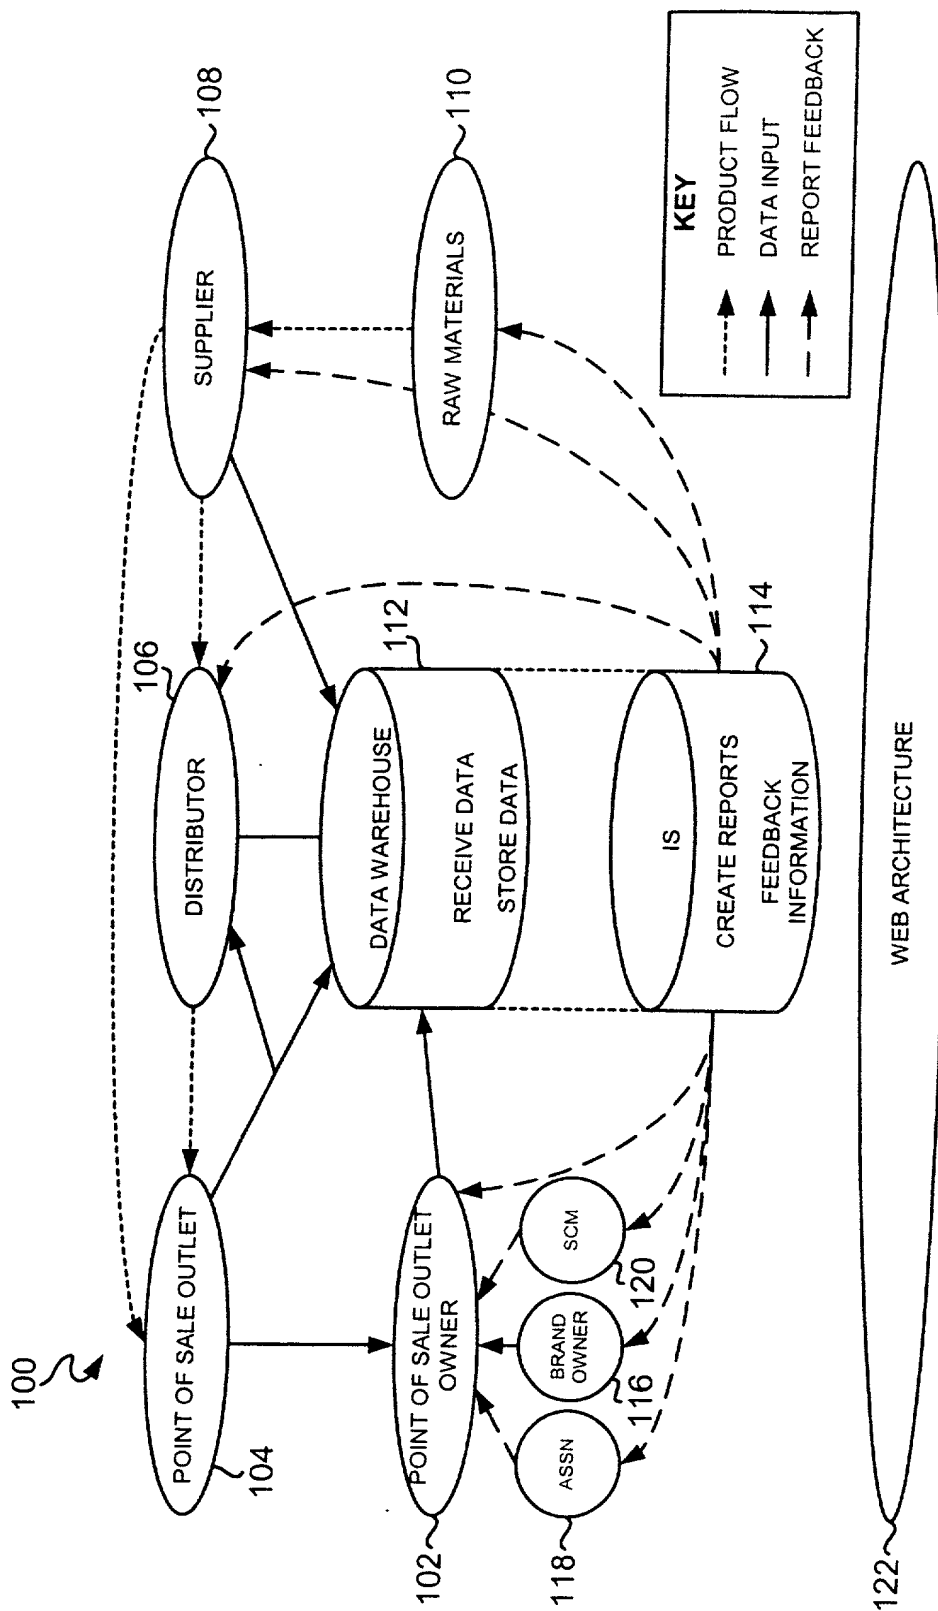 100
108
SUPPLIER
106
DISTRIBUTOR
POINT OF SALE OUTLET
104
110
RAW MATERIALS
112
DATA WAREHOUSE
RECEIVE DATA
STORE DATA
POINT OF SALE OUTLET
OWNER
102
SCM
120
BRAND
OWNER
116
ASSN
118
114
IS
CREATE REPORTS
FEEDBACK
INFORMATION
KEY
PRODUCT FLOW
DATA INPUT
REPORT FEEDBACK
WEB ARCHITECTURE
122